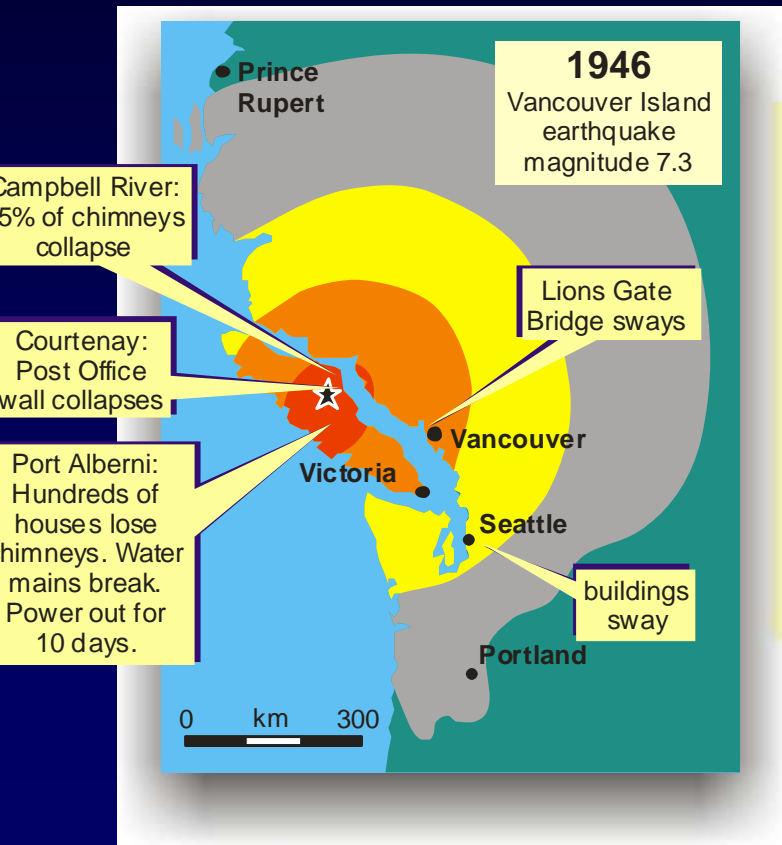 1946
Vancouver Island
earthquake
magnitude 7.3
Prince
Rupert
Campbell River:
5% of chimneys
collapse
Lions Gate
Bridge sways
Courtenay:
Post Office
wall collapses
Vancouver
Port Alberni:
Hundreds of
houses lose
chimneys. Water
mains break.
Power out for
10 days.
Victoria
Seattle
buildings
sway
Portland
0 km 300